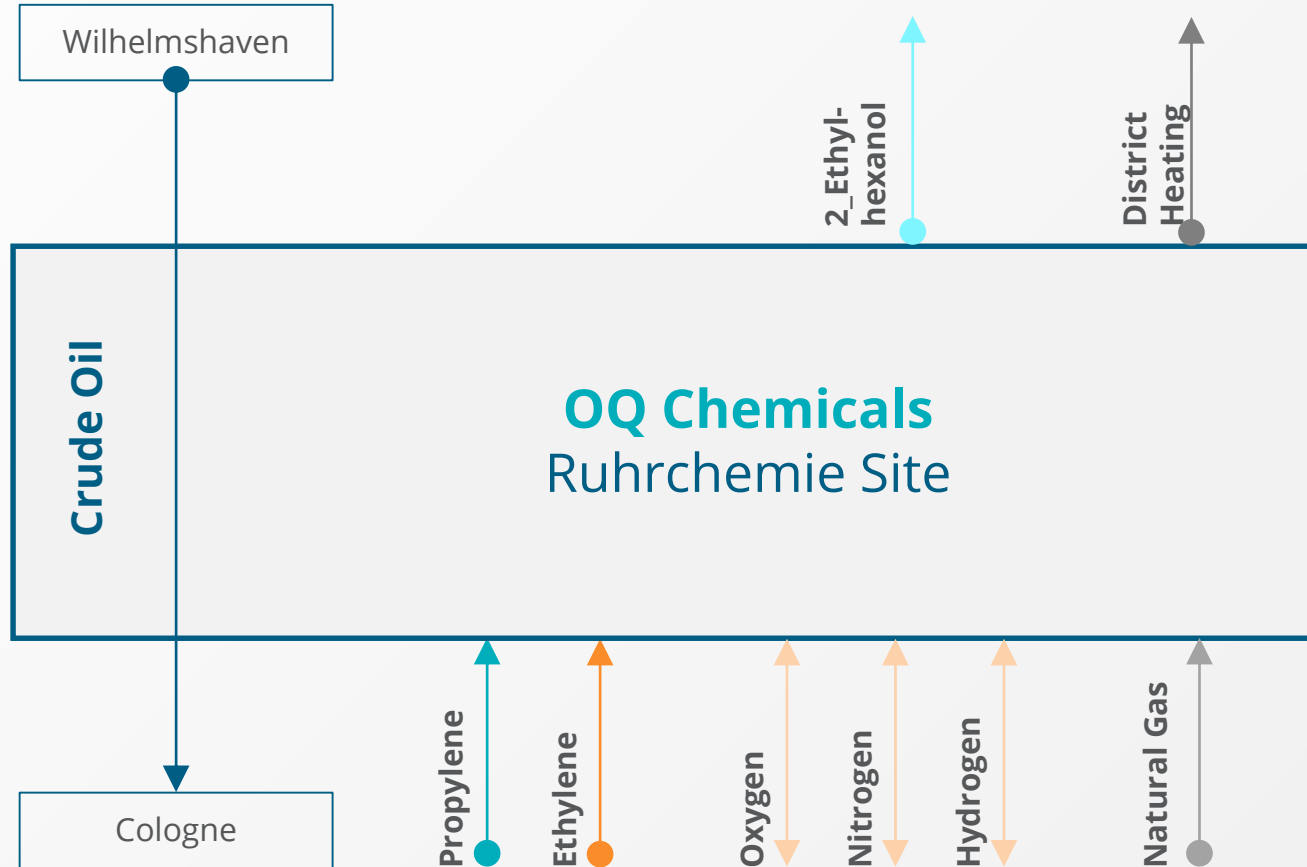 Wilhelmshaven
2_Ethyl-
hexanol
District
Heating
Crude Oil
OQ Chemicals
Ruhrchemie Site
Propylene
Ethylene
Oxygen
Nitrogen
Hydrogen
Natural Gas
Cologne